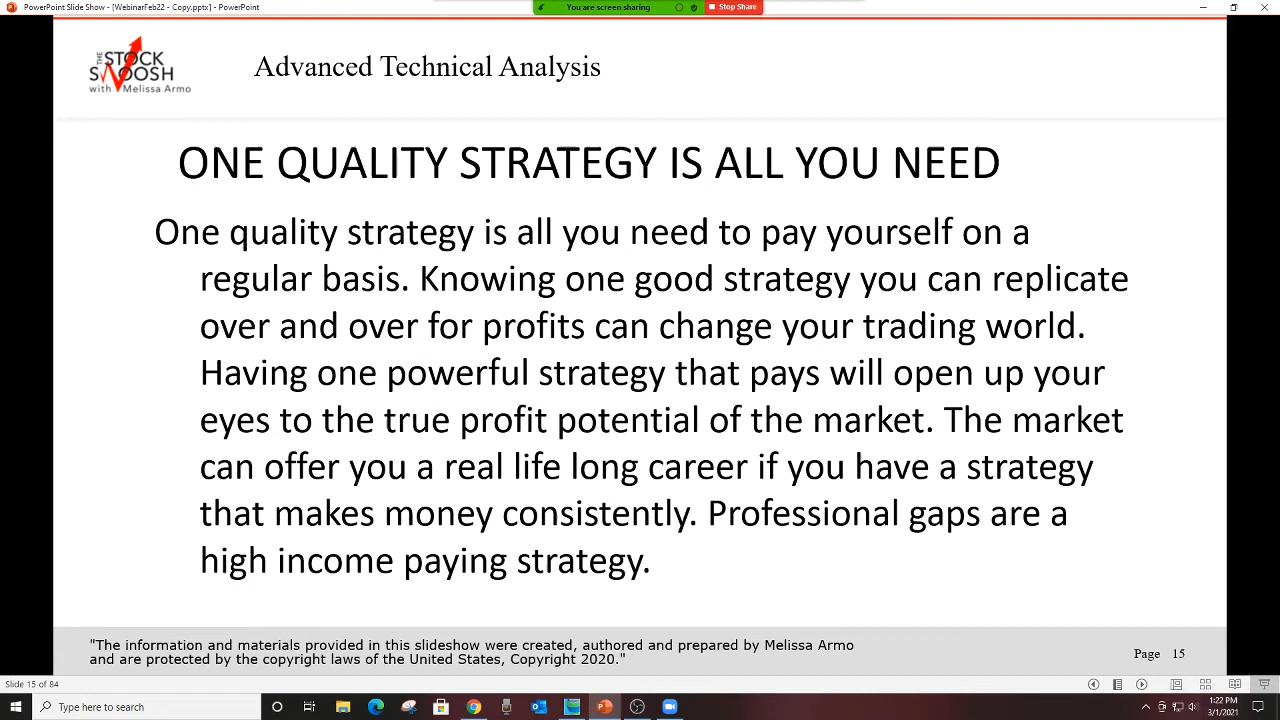 PowerPoint Slide Show - [WebinarFeb22 - Copy.pptx] - PowerPoint
You are screen sharing
Stop Share
THE STOCK
SWOOSH
with Melissa Armo
Advanced Technical Analysis
ONE QUALITY STRATEGY IS ALL YOU NEED
One quality strategy is all you need to pay yourself on a
regular basis. Knowing one good strategy you can replicate
over and over for profits can change your trading world.
Having one powerful strategy that pays will open up your
eyes to the true profit potential of the market. The market
can offer you a real life long career if you have a strategy
that makes money consistently. Professional gaps are a
high income paying strategy.
"The information and materials provided in this slideshow were created, authored and prepared by Melissa Armo
and are protected by the copyright laws of the United States, Copyright 2020."
Page 15
Slide 15 of 84
Type here to search
1:22 PM
3/1/2021